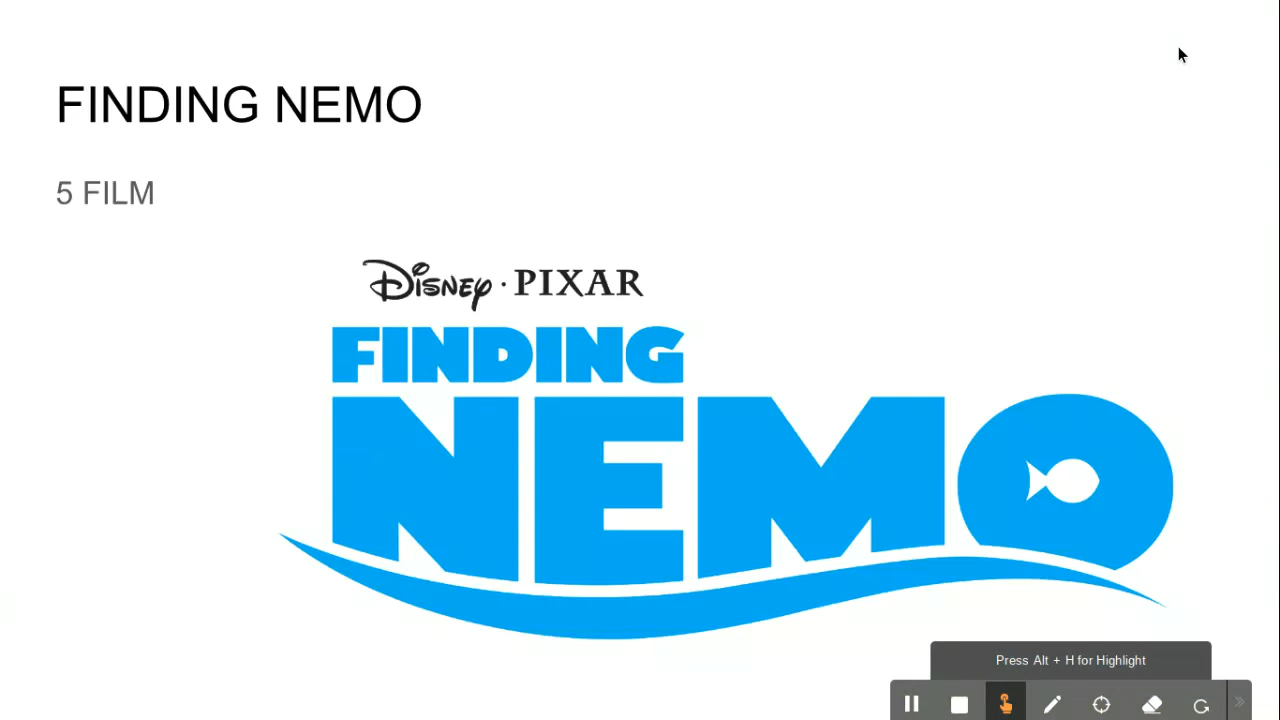 FINDING NEMO
5 FILM
Disney · PIXAR
FINDING
NEMO
Press Alt + H for Highlight